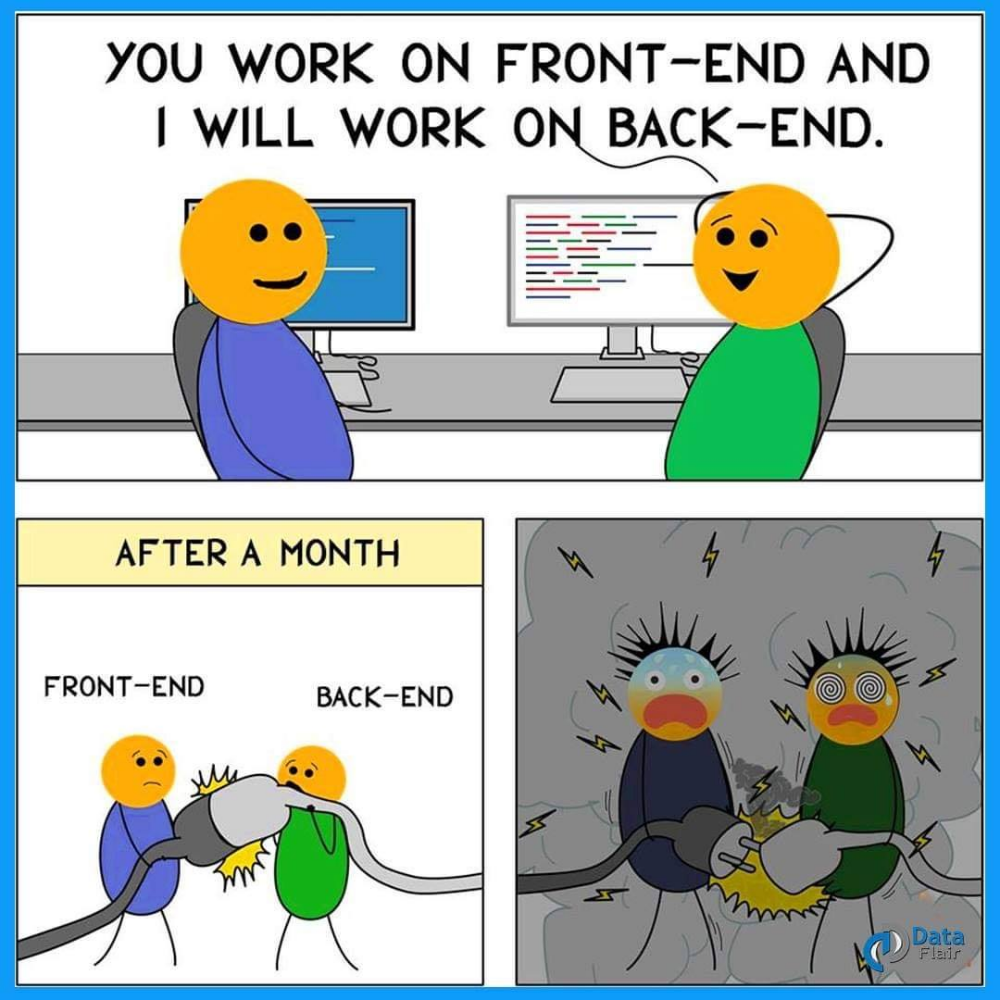 YOU WORK ON FRONT-END AND
I WILL WORK ON BACK-END.
AFTER A MONTH
FRONT-END
BACK-END
Data
Flair